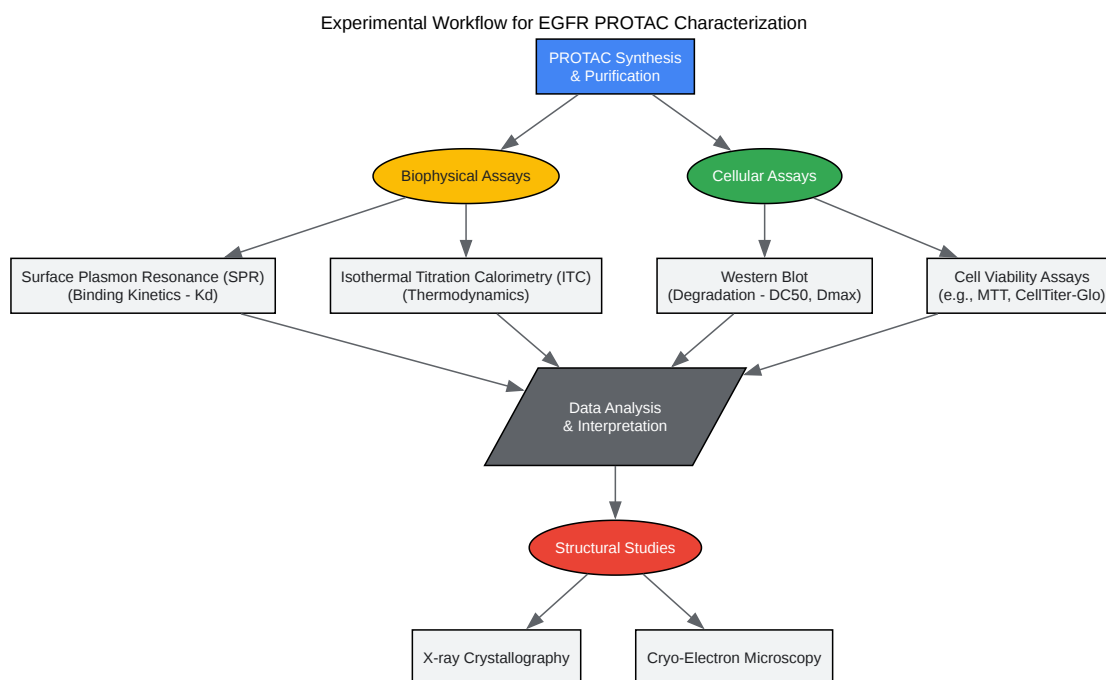 Experimental Workflow for EGFR PROTAC Characterization
PROTAC Synthesis
& Purification
Biophysical Assays
Cellular Assays
Surface Plasmon Resonance (SPR)
(Binding Kinetics - Kd)
Isothermal Titration Calorimetry (ITC)
(Thermodynamics)
Western Blot
(Degradation - DC50, Dmax)
Cell Viability Assays
(e.g., MTT, CellTiter-Glo)
Data Analysis
& Interpretation
Structural Studies
X-ray Crystallography
Cryo-Electron Microscopy